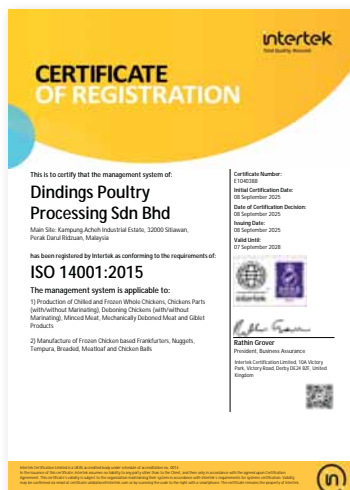 intertek
Total Quality. Assured.
CERTIFICATE
OF REGISTRATION
This is to certify that the management system of:
Dindings Poultry
Processing Sdn Bhd
Main Site: Kampung Acheh Industrial Estate, 32000 Sitiawan,
Perak Darul Ridzuan, Malaysia
has been registered by Intertek as conforming to the requirements of:
ISO 14001:2015
The management system is applicable to:
1) Production of Chilled and Frozen Whole Chickens, Chickens Parts
(with/without Marinating), Deboning Chickens (with/without
Marinating), Minced Meat, Mechanically Deboned Meat and Giblet
Products
2) Manufacture of Frozen Chicken based Frankfurters, Nuggets,
Tempura, Breaded, Meatloaf and Chicken Balls
Certificate Number:
E1040388
Initial Certification Date:
08 September 2025
Date of Certification Decision:
08 September 2025
Issuing Date:
08 September 2025
Valid Until:
07 September 2028
intertek
Rathin Grover
President, Business Assurance
Intertek Certification Limited, 10A Victory
Park, Victory Road, Derby DE24 8ZF, United
Kingdom
in